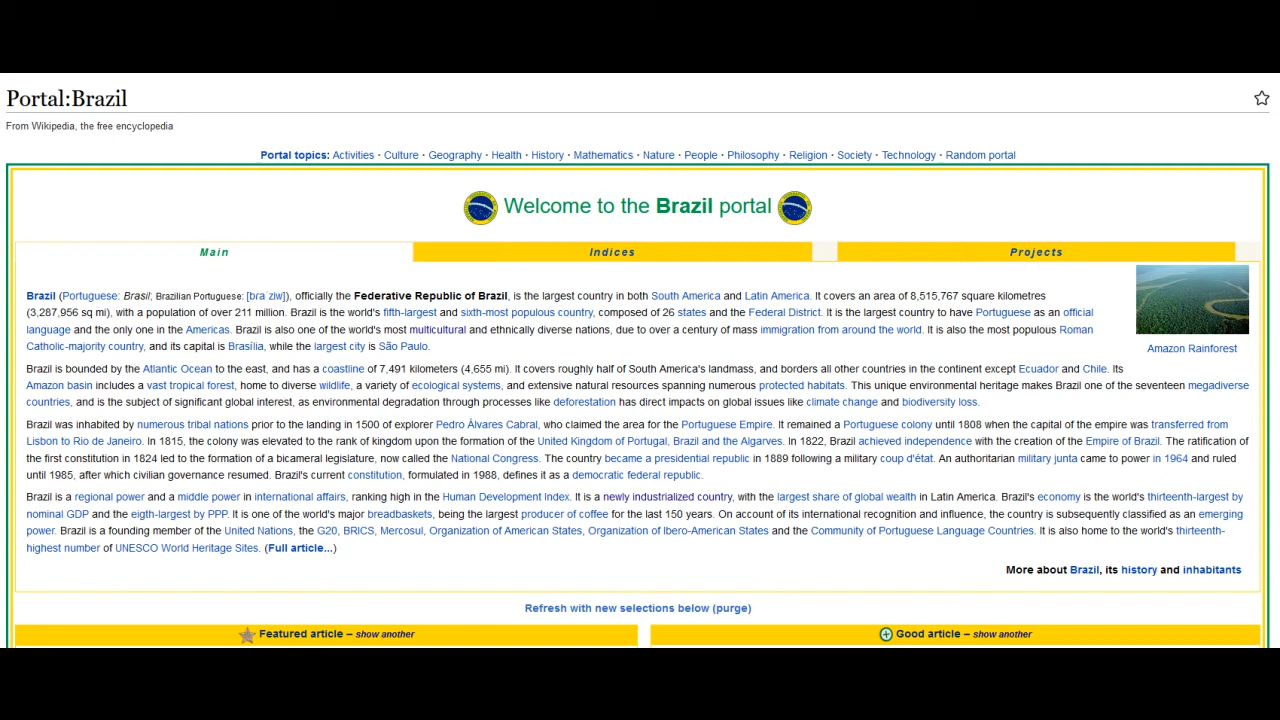 Portal:Brazil
From Wikipedia, the free encyclopedia
Portal topics: Activities · Culture · Geography · Health · History · Mathematics · Nature · People · Philosophy · Religion · Society · Technology · Random portal
Welcome to the Brazil portal
Main Indices Projects
Brazil (Portuguese: Brasil; Brazilian Portuguese: [bɾaˈziw]), officially the Federative Republic of Brazil, is the largest country in both South America and Latin America. It covers an area of 8,515,767 square kilometres
(3,287,956 sq mi), with a population of over 211 million. Brazil is the world's fifth-largest and sixth-most populous country, composed of 26 states and the Federal District. It is the largest country to have Portuguese as an official
language and the only one in the Americas. Brazil is also one of the world's most multicultural and ethnically diverse nations, due to over a century of mass immigration from around the world. It is also the most populous Roman
Catholic-majority country, and its capital is Brasília, while the largest city is São Paulo.
Amazon Rainforest
Brazil is bounded by the Atlantic Ocean to the east, and has a coastline of 7,491 kilometers (4,655 mi). It covers roughly half of South America's landmass, and borders all other countries in the continent except Ecuador and Chile. Its
Amazon basin includes a vast tropical forest, home to diverse wildlife, a variety of ecological systems, and extensive natural resources spanning numerous protected habitats. This unique environmental heritage makes Brazil one of the seventeen megadiverse
countries, and is the subject of significant global interest, as environmental degradation through processes like deforestation has direct impacts on global issues like climate change and biodiversity loss.
Brazil was inhabited by numerous tribal nations prior to the landing in 1500 of explorer Pedro Álvares Cabral, who claimed the area for the Portuguese Empire. It remained a Portuguese colony until 1808 when the capital of the empire was transferred from
Lisbon to Rio de Janeiro. In 1815, the colony was elevated to the rank of kingdom upon the formation of the United Kingdom of Portugal, Brazil and the Algarves. In 1822, Brazil achieved independence with the creation of the Empire of Brazil. The ratification of
the first constitution in 1824 led to the formation of a bicameral legislature, now called the National Congress. The country became a presidential republic in 1889 following a military coup d'état. An authoritarian military junta came to power in 1964 and ruled
until 1985, after which civilian governance resumed. Brazil's current constitution, formulated in 1988, defines it as a democratic federal republic.
Brazil is a regional power and a middle power in international affairs, ranking high in the Human Development Index. It is a newly industrialized country, with the largest share of global wealth in Latin America. Brazil's economy is the world's thirteenth-largest by
nominal GDP and the eigth-largest by PPP. It is one of the world's major breadbaskets, being the largest producer of coffee for the last 150 years. On account of its international recognition and influence, the country is subsequently classified as an emerging
power. Brazil is a founding member of the United Nations, the G20, BRICS, Mercosul, Organization of American States, Organization of Ibero-American States and the Community of Portuguese Language Countries. It is also home to the world's thirteenth-
highest number of UNESCO World Heritage Sites. (Full article...)
More about Brazil, its history and inhabitants
Refresh with new selections below (purge)
Featured article – show another Good article – show another